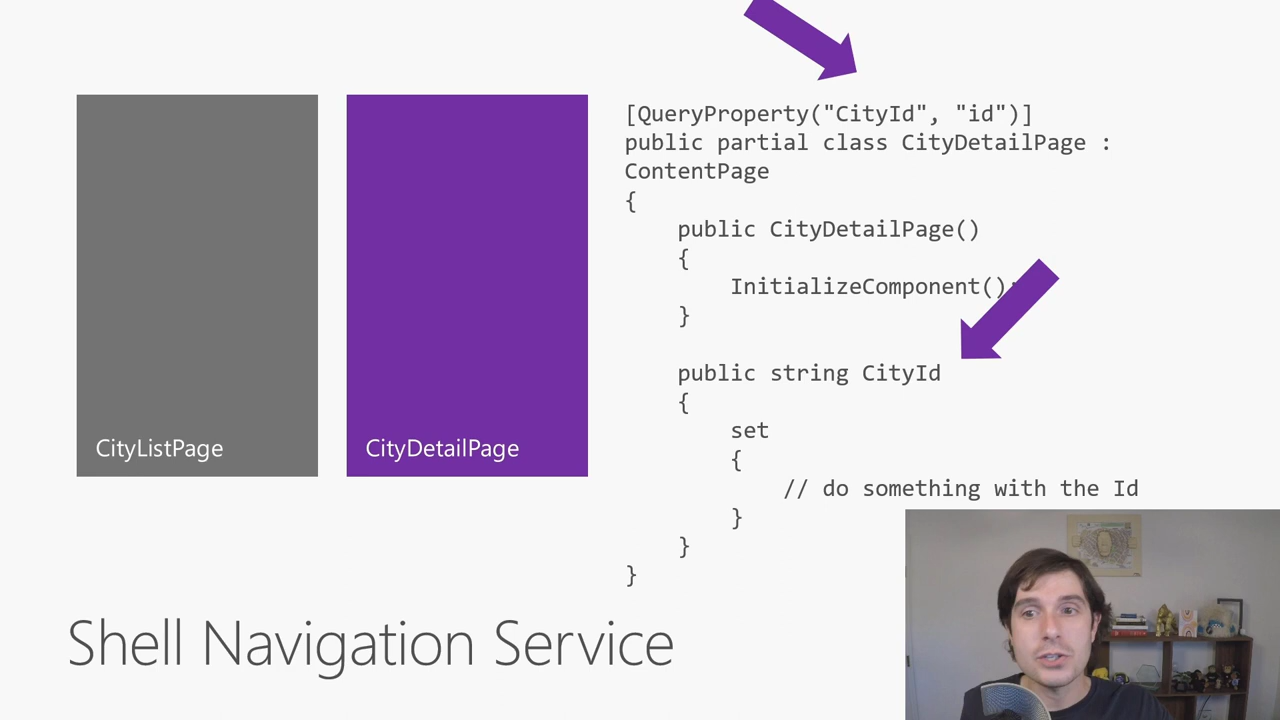 [QueryProperty("CityId", "id")]
public partial class CityDetailPage :
ContentPage
{
    public CityDetailPage()
    {
        InitializeComponent();
    }

    public string CityId
    {
        set
        {
            // do something with the Id
        }
    }
}
CityListPage
CityDetailPage
Shell Navigation Service